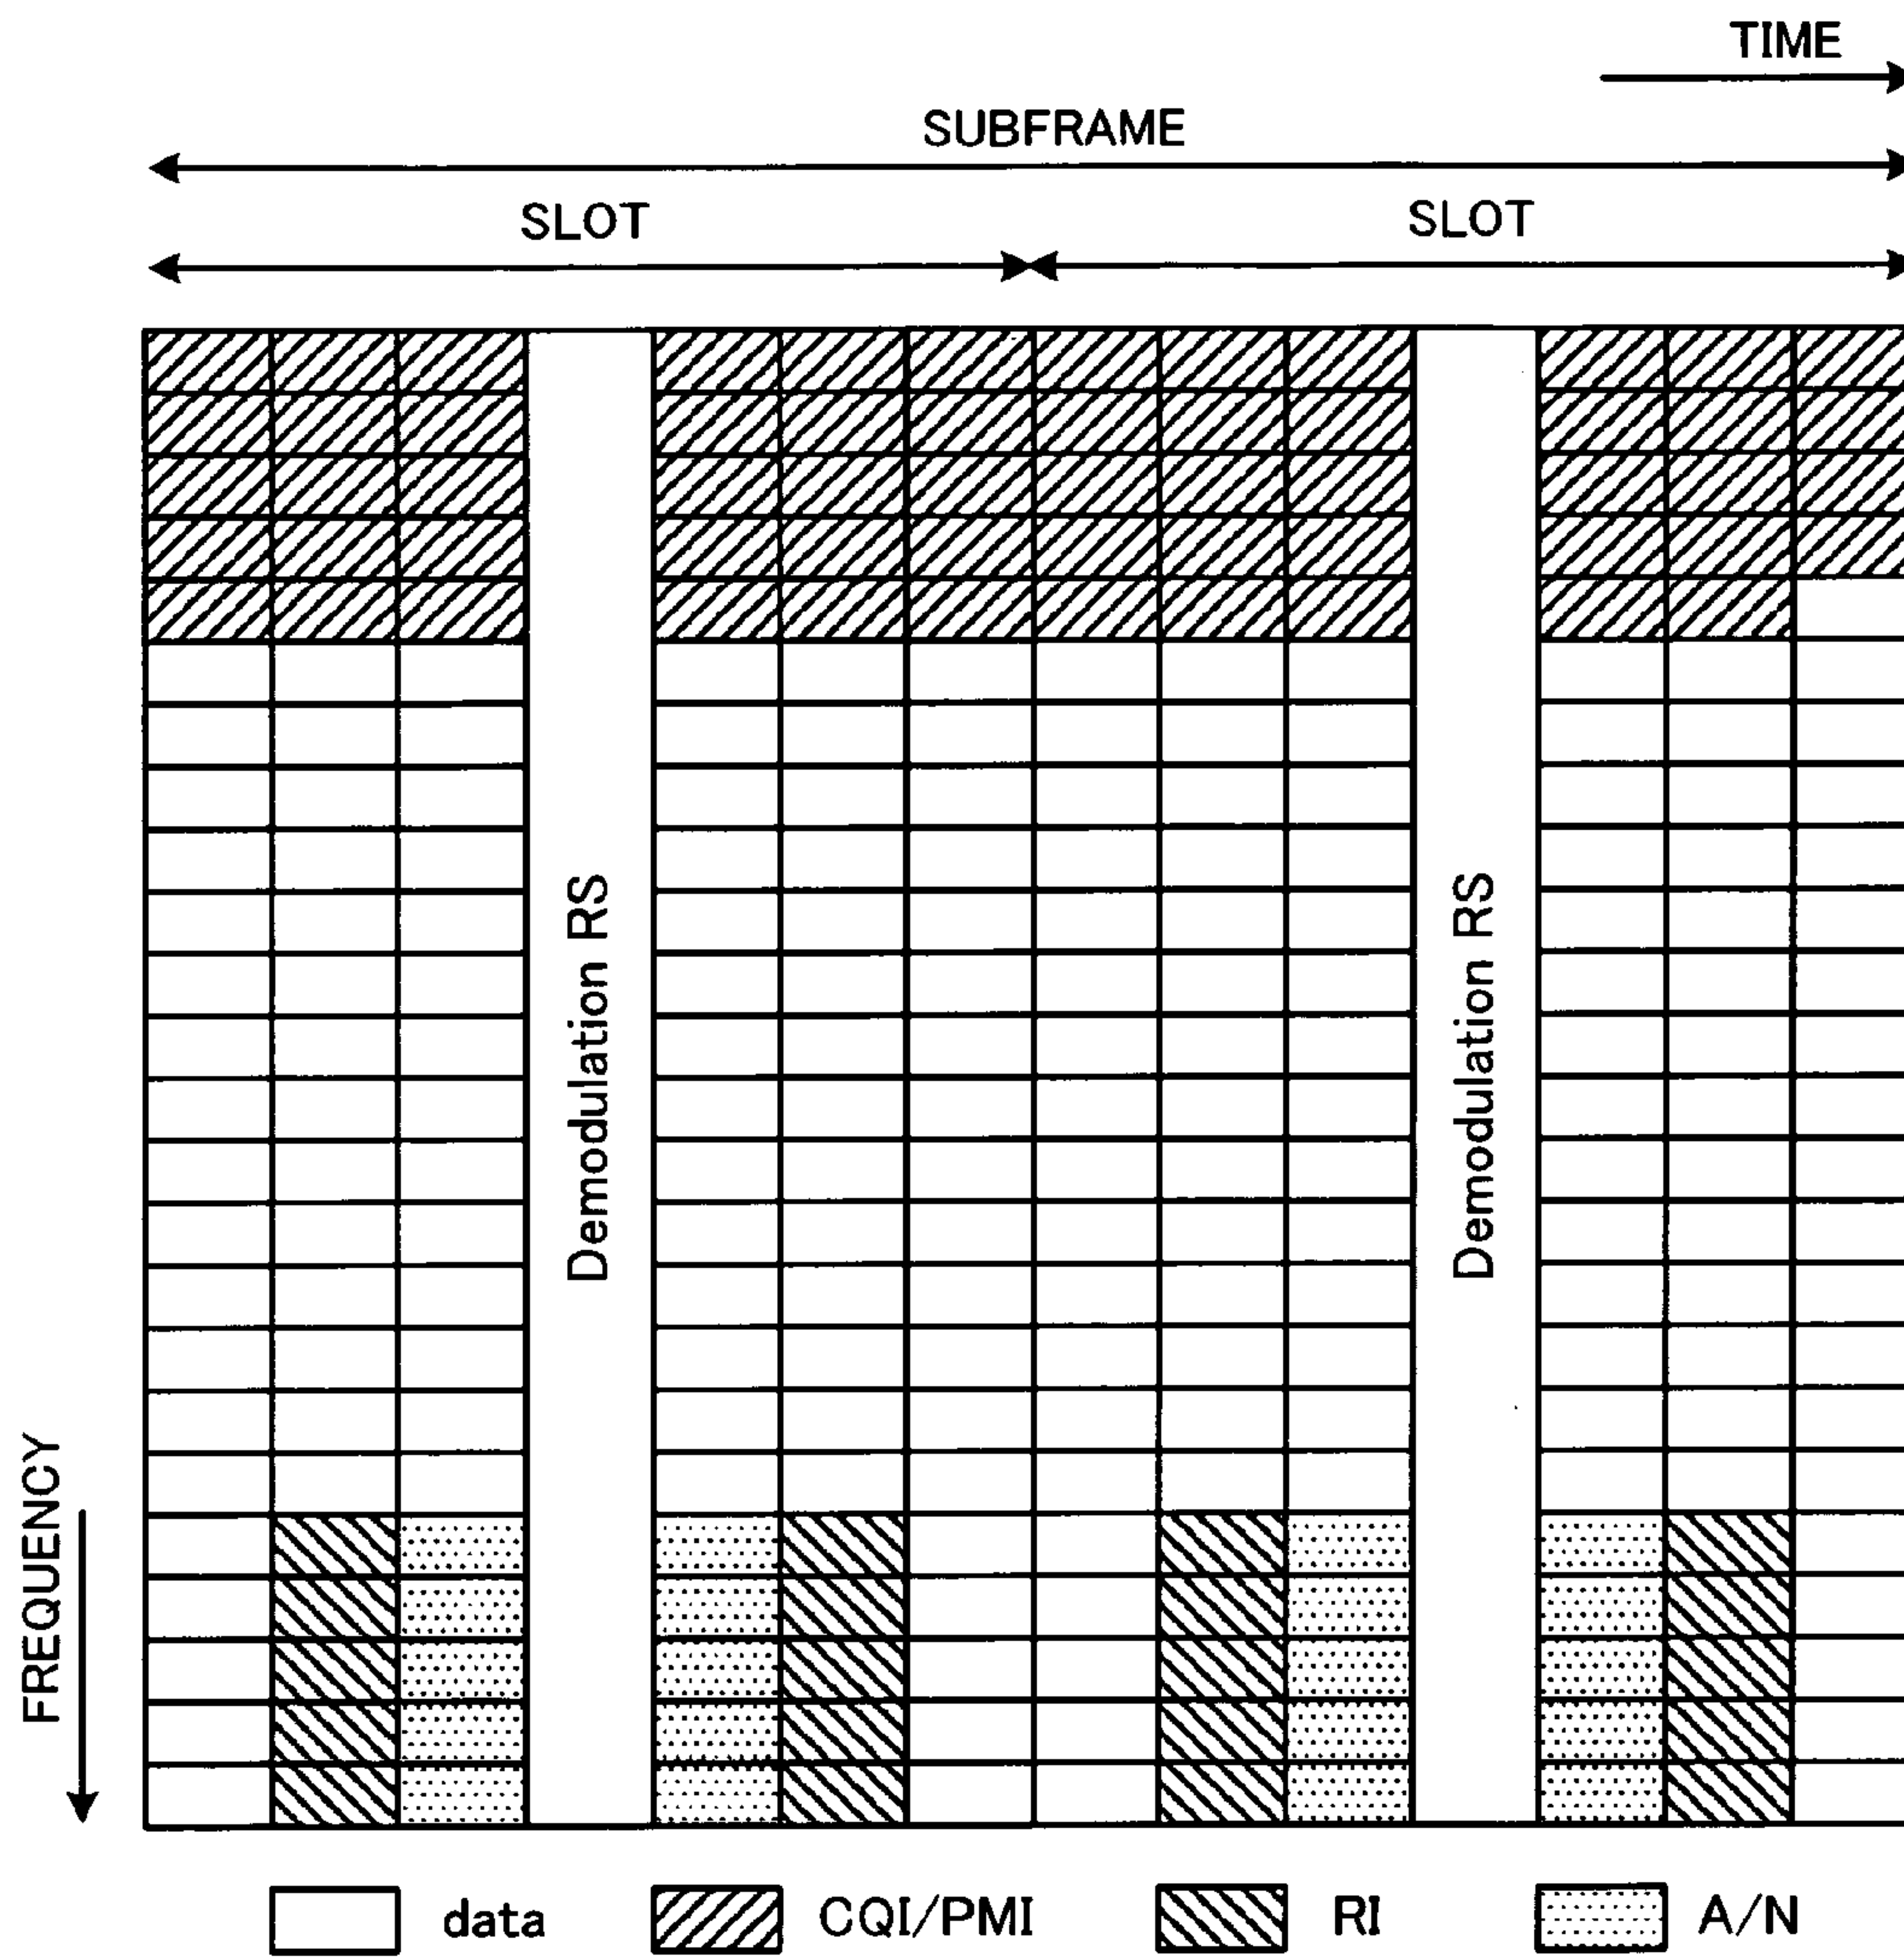 TIME
SUBFRAME
SLOT
SLOT
Demodulation RS
Demodulation RS
FREQUENCY
data
CQI/PMI
RI
A/N